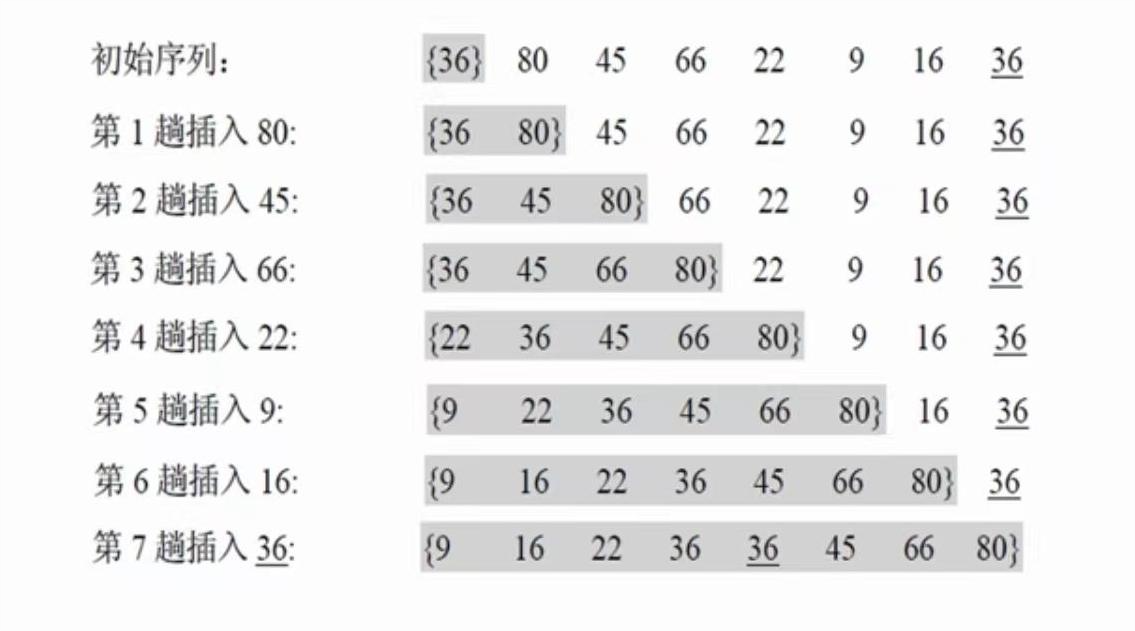 初始序列： {36} 80 45 66 22 9 16 36
第 1 趟插入 80: {36 80} 45 66 22 9 16 36
第 2 趟插入 45: {36 45 80} 66 22 9 16 36
第 3 趟插入 66: {36 45 66 80} 22 9 16 36
第 4 趟插入 22: {22 36 45 66 80} 9 16 36
第 5 趟插入 9: {9 22 36 45 66 80} 16 36
第 6 趟插入 16: {9 16 22 36 45 66 80} 36
第 7 趟插入 36: {9 16 22 36 36 45 66 80}